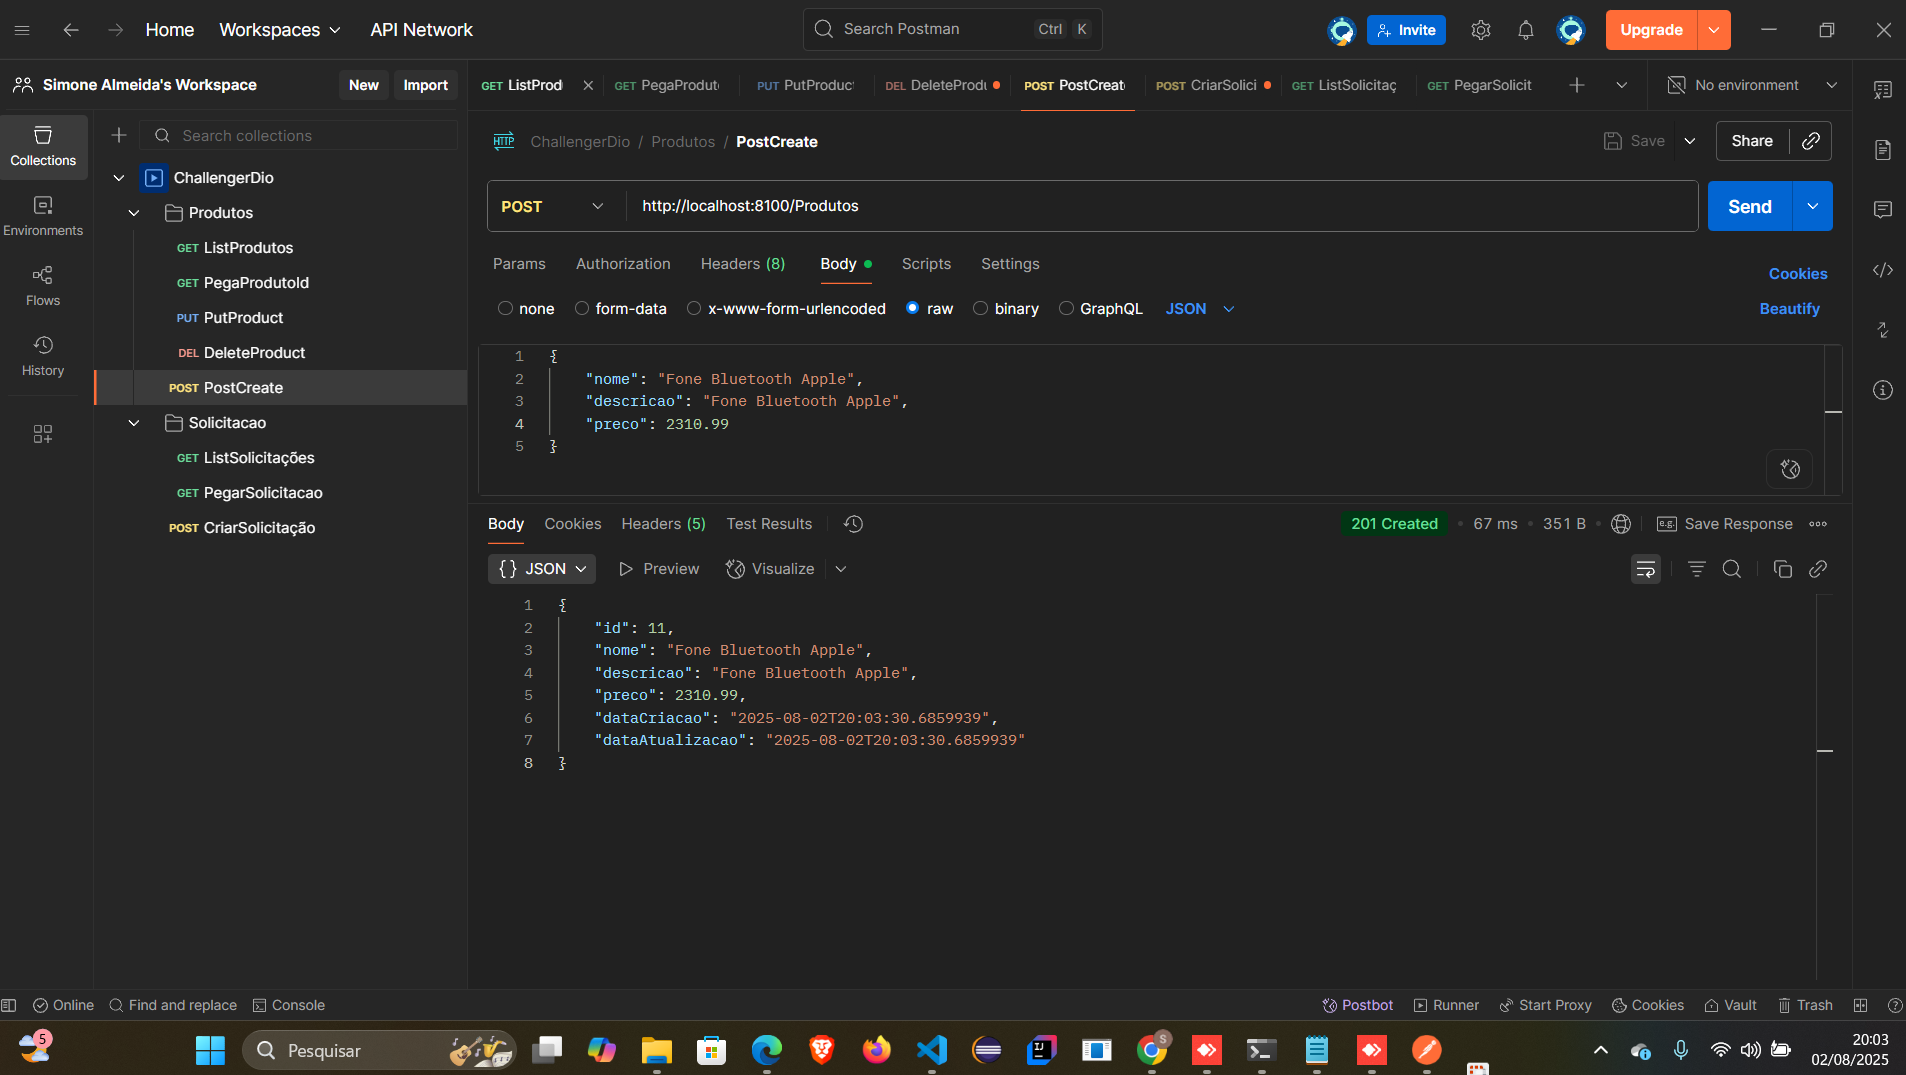 Home Workspaces API Network Search Postman Ctrl K Invite Upgrade
Simone Almeida's Workspace New Import
GET ListProd GET PegaProdut PUT PutProduc DEL DeleteProdu POST PostCreat POST CriarSolici GET ListSolicitaç GET PegarSolicit No environment
Collections
Environments
Flows
History
Search collections
ChallengerDio
Produtos
GET ListProdutos
GET PegaProdutoId
PUT PutProduct
DEL DeleteProduct
POST PostCreate
Solicitacao
GET ListSolicitações
GET PegarSolicitacao
POST CriarSolicitação
HTTP ChallengerDio / Produtos / PostCreate Save Share
POST http://localhost:8100/Produtos Send
Params Authorization Headers (8) Body Scripts Settings Cookies
none form-data x-www-form-urlencoded raw binary GraphQL JSON Beautify
1 {
2 "nome": "Fone Bluetooth Apple",
3 "descricao": "Fone Bluetooth Apple",
4 "preco": 2310.99
5 }
Body Cookies Headers (5) Test Results 201 Created 67 ms 351 B e.g. Save Response
{} JSON Preview Visualize
1 {
2 "id": 11,
3 "nome": "Fone Bluetooth Apple",
4 "descricao": "Fone Bluetooth Apple",
5 "preco": 2310.99,
6 "dataCriacao": "2025-08-02T20:03:30.6859939",
7 "dataAtualizacao": "2025-08-02T20:03:30.6859939"
8 }
Online Find and replace Console Postbot Runner Start Proxy Cookies Vault Trash
5 Pesquisar IJ S 20:03
02/08/2025